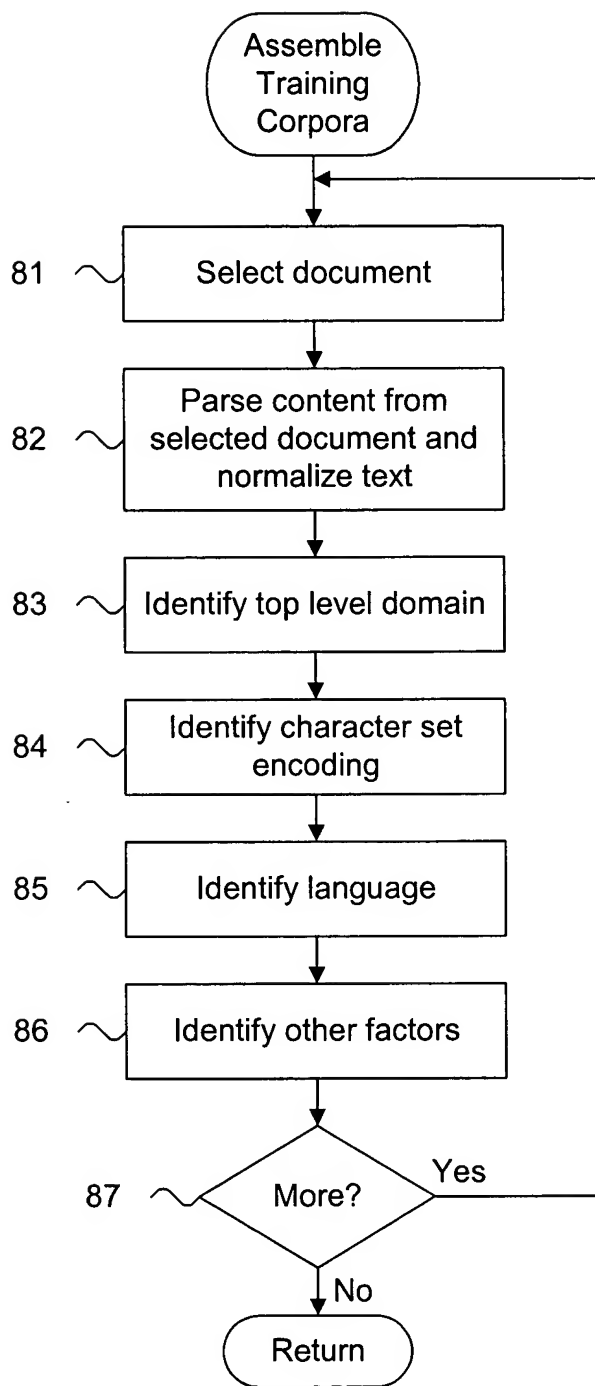 Assemble
Training
Corpora
81
Select document
82
Parse content from
selected document and
normalize text
83
Identify top level domain
84
Identify character set
encoding
85
Identify language
86
Identify other factors
87
More?
Yes
No
Return